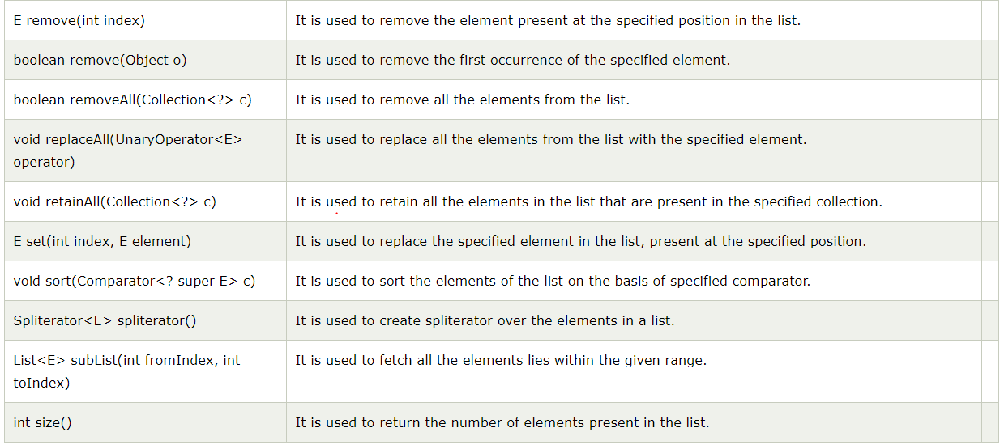 E remove(int index) It is used to remove the element present at the specified position in the list.
boolean remove(Object o) It is used to remove the first occurrence of the specified element.
boolean removeAll(Collection<?> c) It is used to remove all the elements from the list.
void replaceAll(UnaryOperator<E> It is used to replace all the elements from the list with the specified element.
operator)
void retainAll(Collection<?> c) It is used to retain all the elements in the list that are present in the specified collection.
E set(int index, E element) It is used to replace the specified element in the list, present at the specified position.
void sort(Comparator<? super E> c) It is used to sort the elements of the list on the basis of specified comparator.
Spliterator<E> spliterator() It is used to create spliterator over the elements in a list.
List<E> subList(int fromIndex, int It is used to fetch all the elements lies within the given range.
toIndex)
int size() It is used to return the number of elements present in the list.